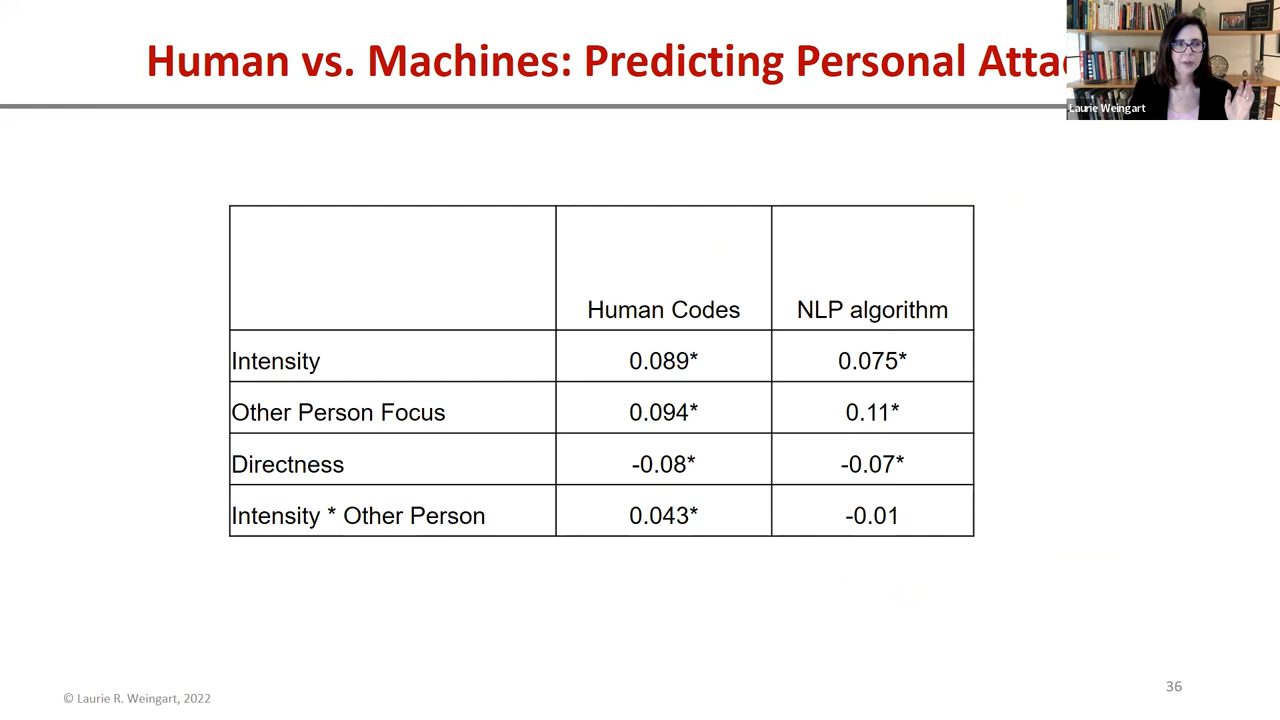 Human vs. Machines: Predicting Personal
Laurie Weingart
Human Codes NLP algorithm
Intensity 0.089* 0.075*
Other Person Focus 0.094* 0.11*
Directness -0.08* -0.07*
Intensity * Other Person 0.043* -0.01
© Laurie R. Weingart, 2022
36